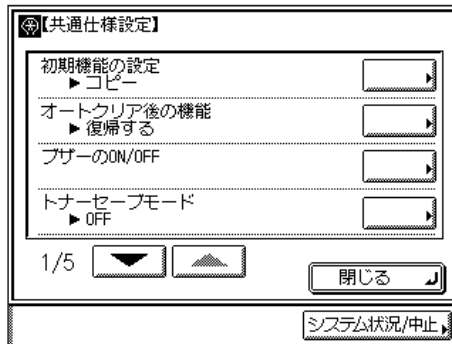 【共通仕様設定】
初期機能の設定
▶ コピー
オートクリア後の機能
▶ 復帰する
ブザーのON/OFF
トナーセーブモード
▶ OFF
1/5
閉じる
システム状況/中止